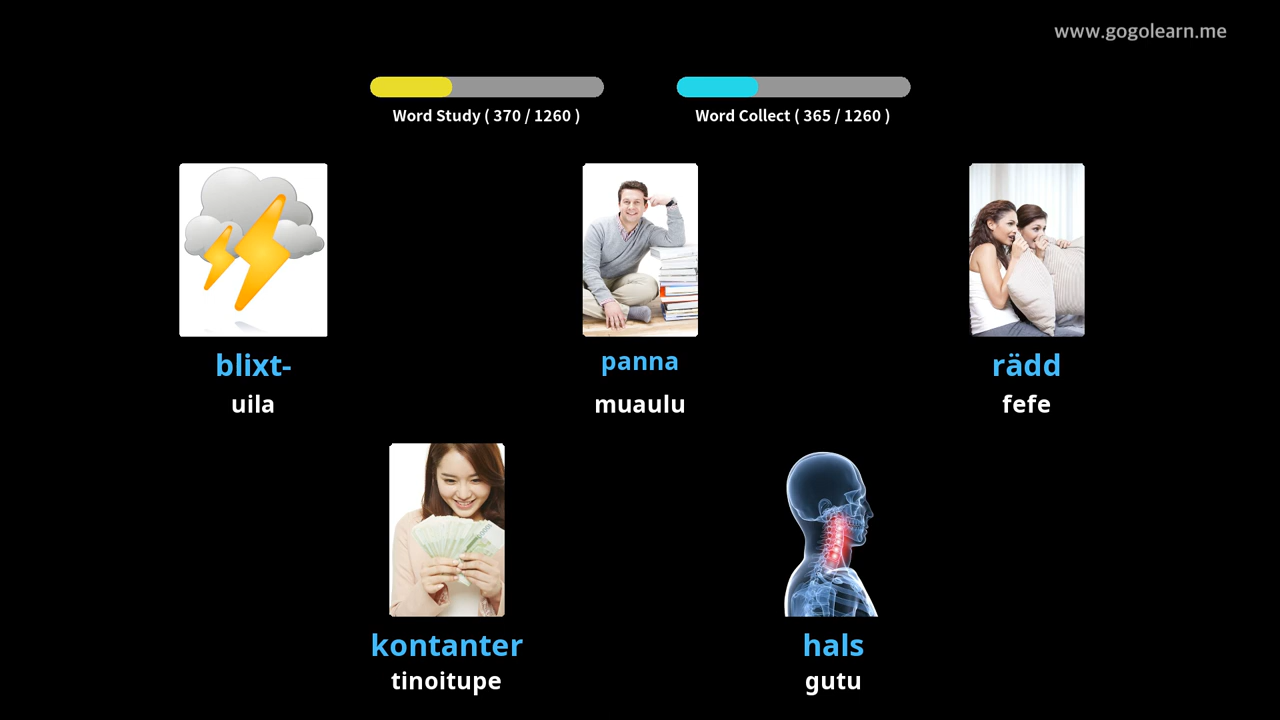 www.gogolearn.me
Word Study ( 370 / 1260 )
Word Collect ( 365 / 1260 )
blixt-
uila
panna
muaulu
rädd
fefe
kontanter
tinoitupe
hals
gutu